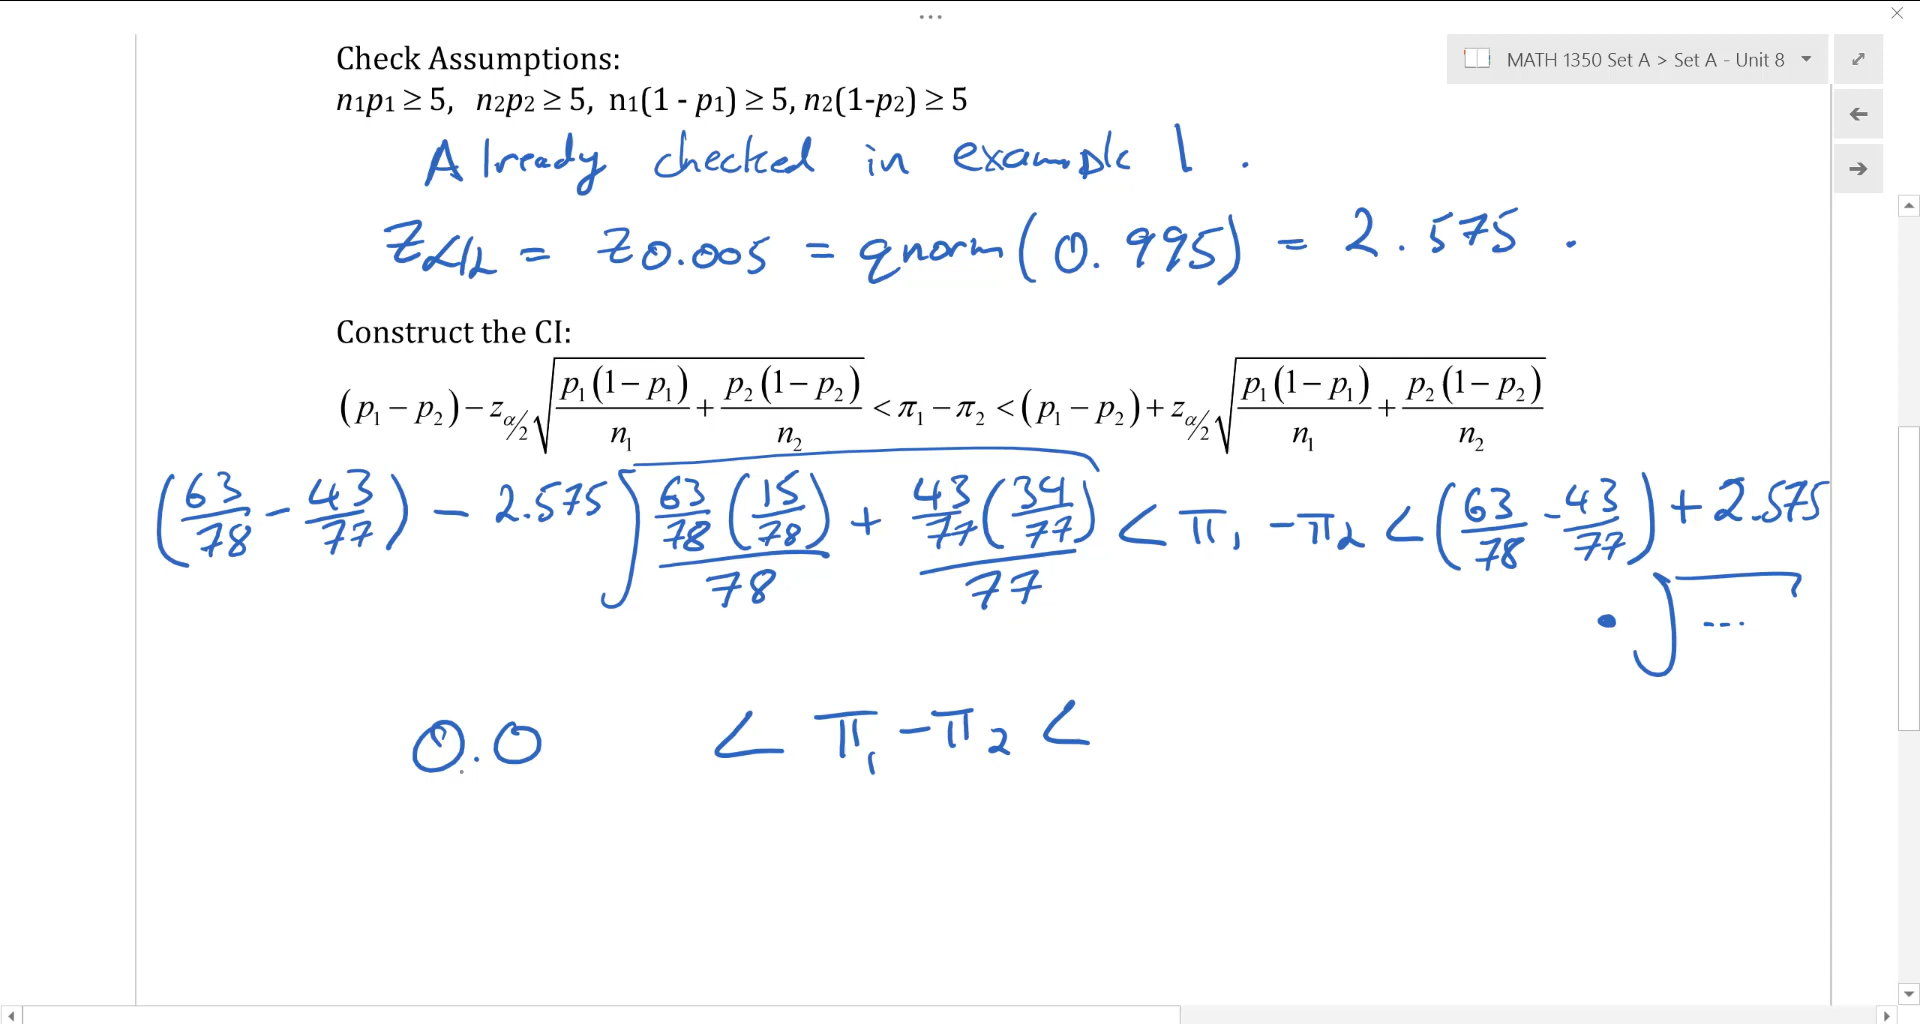 Check Assumptions:
MATH 1350 Set A > Set A - Unit 8
n1p1 ≥ 5, n2p2 ≥ 5, n1(1 - p1) ≥ 5, n2(1-p2) ≥ 5
Already checked in example 1.
Zα/2 = Z0.005 = qnorm(0.995) = 2.575.
Construct the CI:
(p₁ − p₂) − z_{α/2} √(p₁(1 − p₁)/n₁ + p₂(1 − p₂)/n₂) < π₁ − π₂ < (p₁ − p₂) + z_{α/2} √(p₁(1 − p₁)/n₁ + p₂(1 − p₂)/n₂)
(63/78 - 43/77) - 2.575 √(63/78 (15/78)/78 + 43/77 (34/77)/77) < π₁ - π₂ < (63/78 - 43/77) + 2.575
• √...
0.0 < π₁ - π₂ <